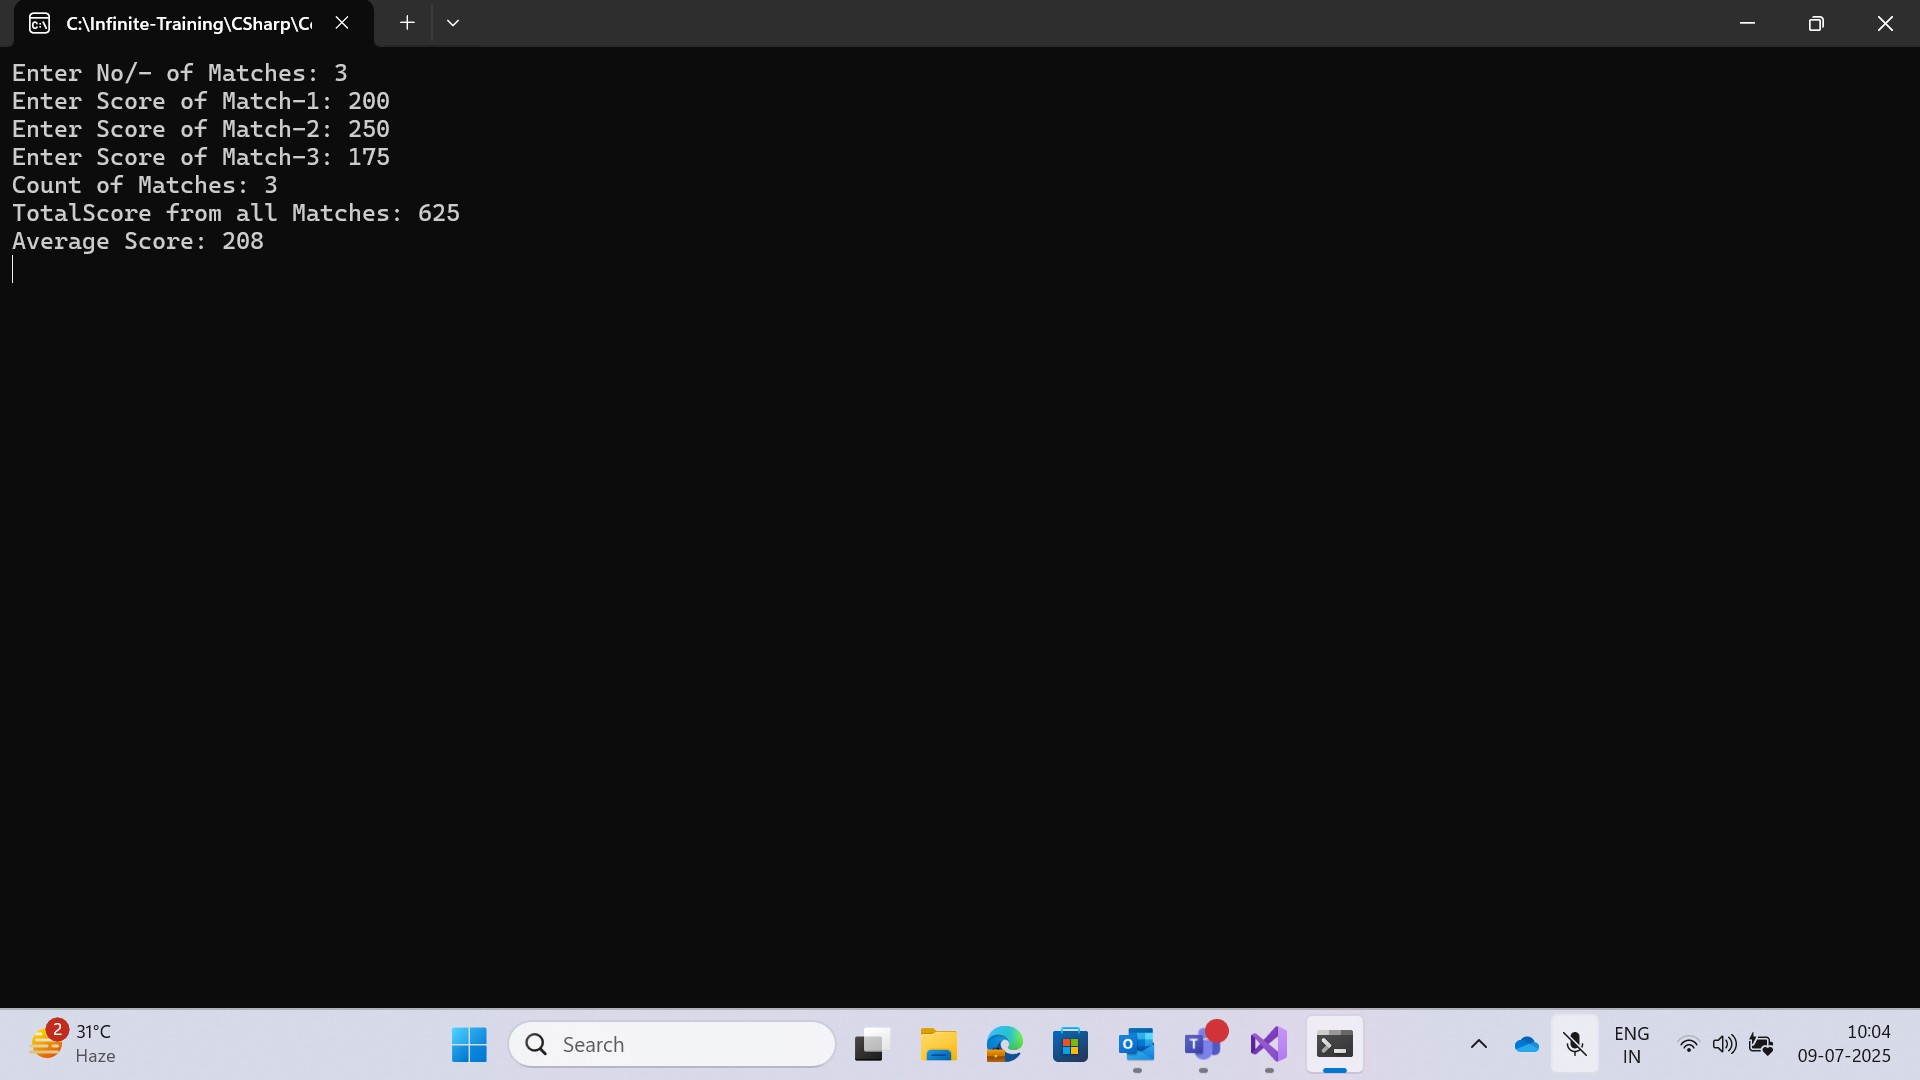 C:\Infinite-Training\CSharp\C
Enter No/- of Matches: 3
Enter Score of Match-1: 200
Enter Score of Match-2: 250
Enter Score of Match-3: 175
Count of Matches: 3
TotalScore from all Matches: 625
Average Score: 208
2
31°C
Haze
Search
ENG
IN
10:04
09-07-2025